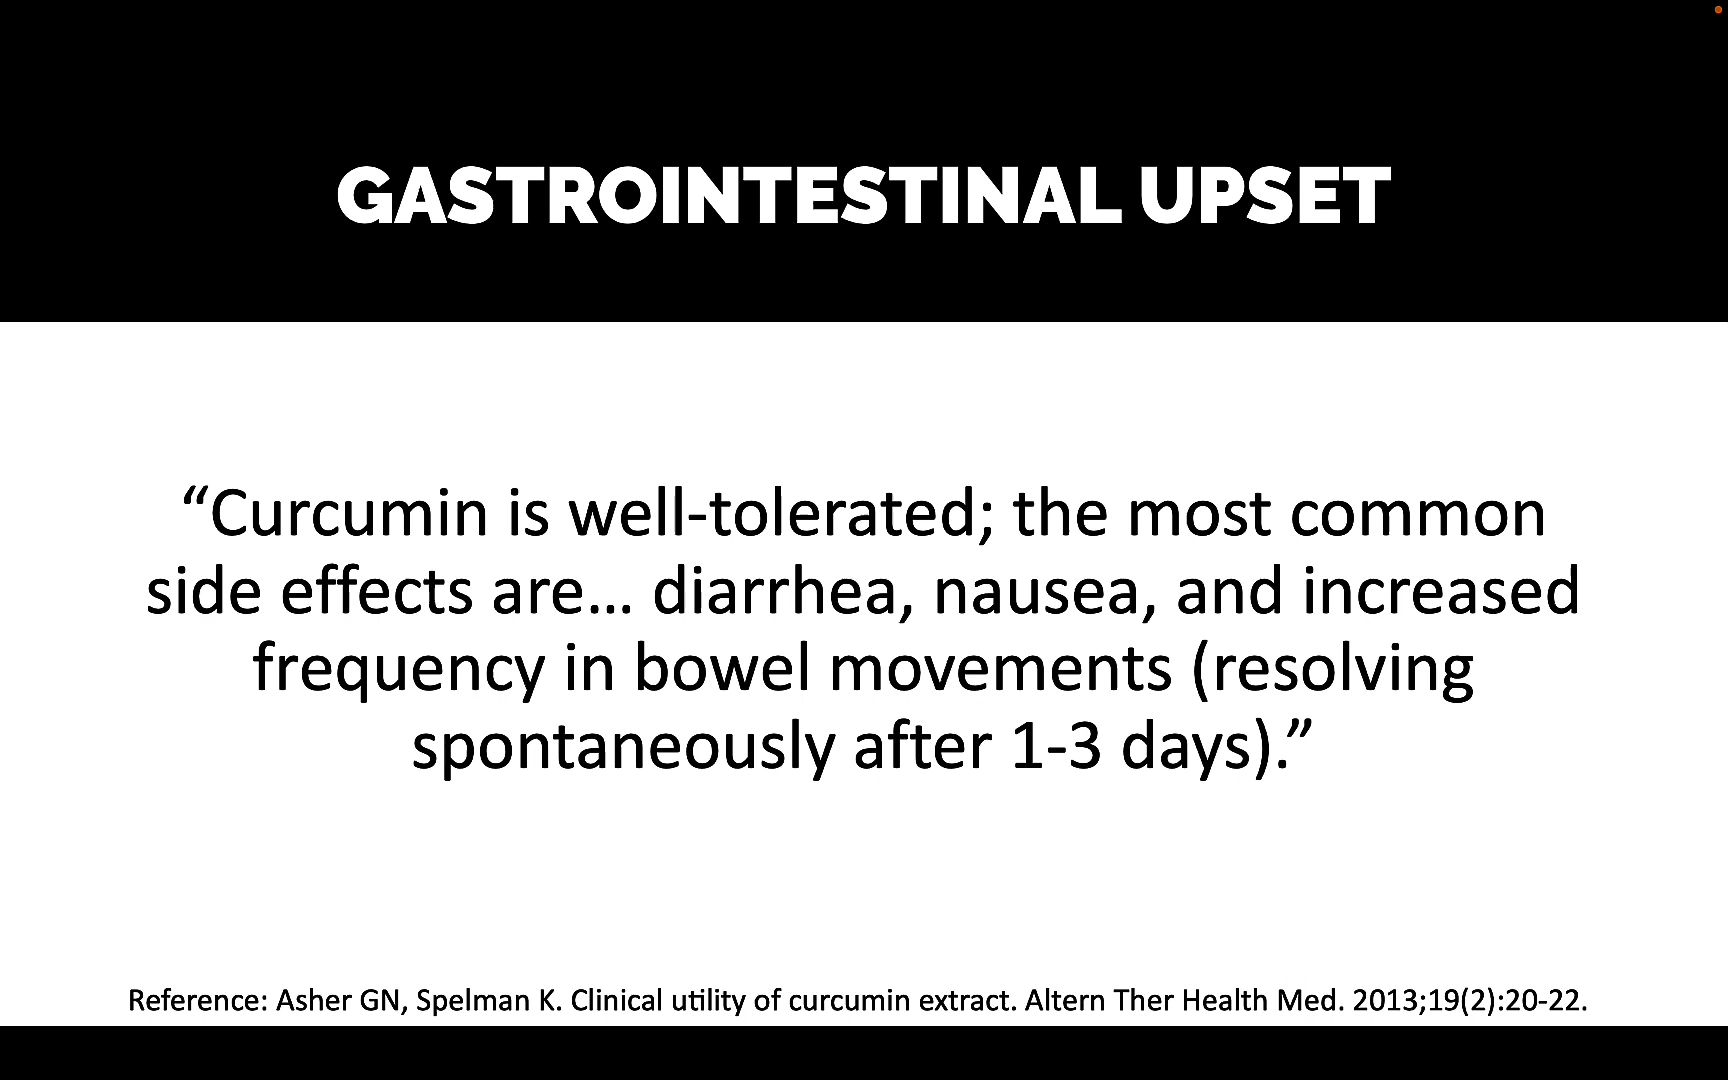 GASTROINTESTINAL UPSET
“Curcumin is well-tolerated; the most common
side effects are... diarrhea, nausea, and increased
frequency in bowel movements (resolving
spontaneously after 1-3 days).”
Reference: Asher GN, Spelman K. Clinical utility of curcumin extract. Altern Ther Health Med. 2013;19(2):20-22.